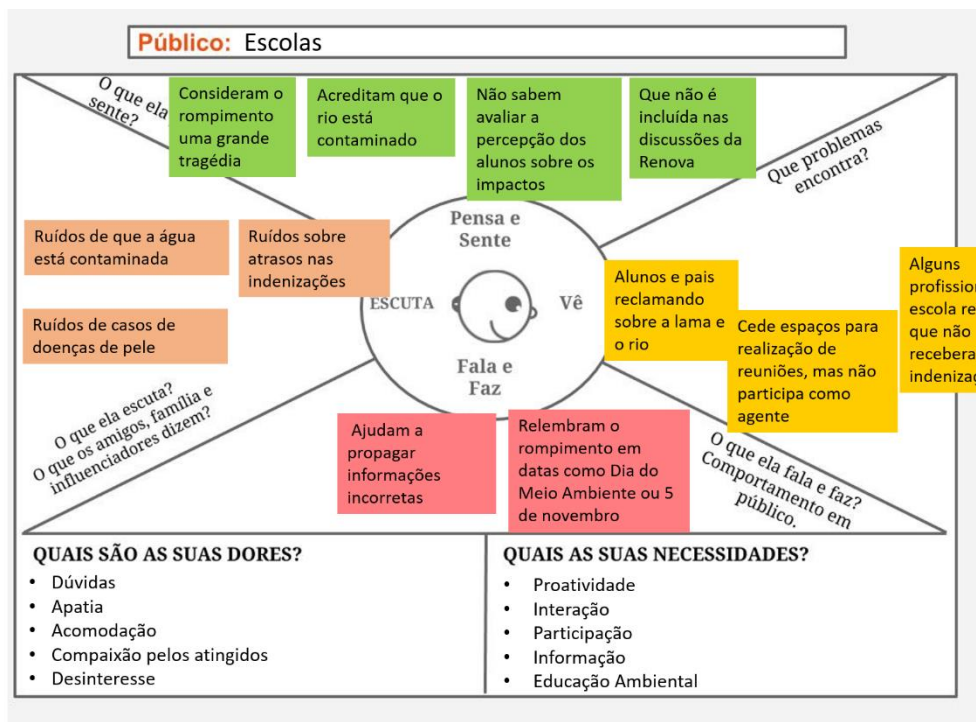 Público: Escolas
O que ela
sente?
Consideram o
rompimento
uma grande
tragédia
Acreditam que o
rio está
contaminado
Não sabem
avaliar a
percepção dos
alunos sobre os
impactos
Que não é
incluída nas
discussões da
Renova
Que problemas
encontra?
Pensa e
Sente
Ruídos de que a água
está contaminada
Ruídos sobre
atrasos nas
indenizações
Ruídos de casos de
doenças de pele
ESCUTA
Vê
Alunos e pais
reclamando
sobre a lama e
o rio
Cede espaços para
realização de
reuniões, mas não
participa como
agente
Alguns
escola
que não
Fala e
Faz
O que ela escuta?
O que os amigos, família e
influenciadores dizem?
Ajudam a
propagar
informações
incorretas
Relembram o
rompimento em
datas como Dia do
Meio Ambiente ou 5
de novembro
O que ela fala e faz?
Comportamento em
público.
QUAIS SÃO AS SUAS DORES?
• Dúvidas
• Apatia
• Acomodação
• Compaixão pelos atingidos
• Desinteresse
QUAIS AS SUAS NECESSIDADES?
• Proatividade
• Interação
• Participação
• Informação
• Educação Ambiental